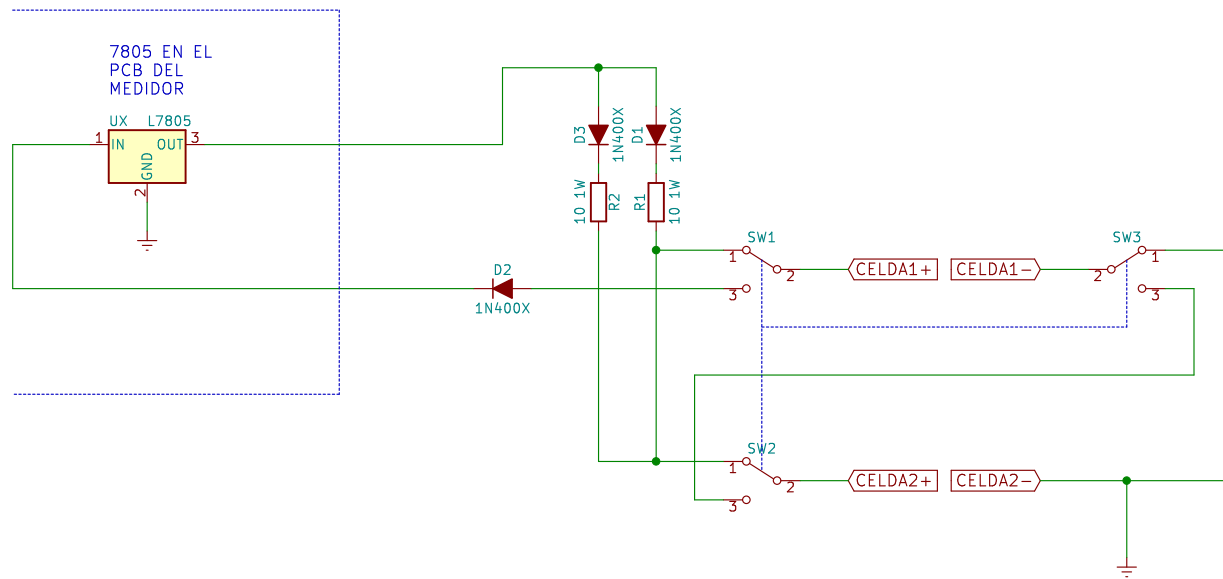 7805 EN EL
PCB DEL
MEDIDOR
UX
L7805
1
IN
OUT
3
GND
2
D3
1N400X
D1
1N400X
10 1W
R2
R1
10 1W
D2
1N400X
SW1
1
2
3
CELDA1+
CELDA1-
SW3
1
2
3
SW2
1
2
3
CELDA2+
CELDA2-